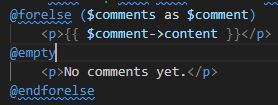 @forelse ($comments as $comment)
<p>{{ $comment->content }}</p>
@empty
<p>No comments yet.</p>
@endforelse